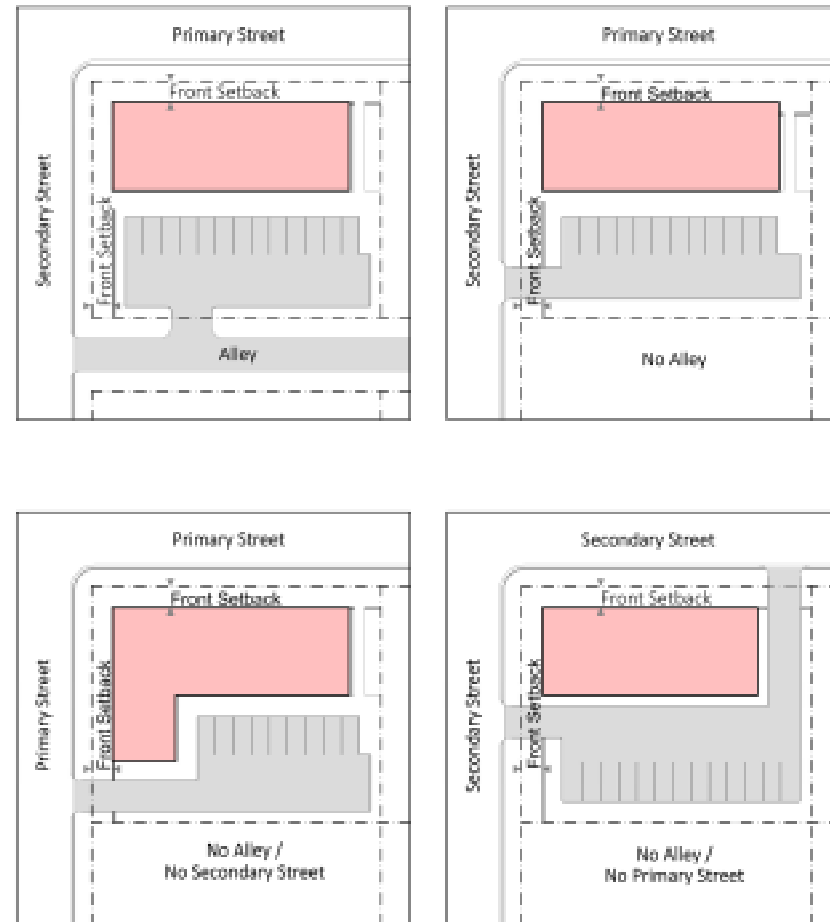 Primary Street
Front Setback
Secondary Street
Front Setback
Alley
Primary Street
Front Setback
Secondary Street
Front Setback
No Alley
Primary Street
Front Setback
Primary Street
Front Setback
No Alley /
No Secondary Street
Secondary Street
Front Setback
Secondary Street
Front Setback
No Alley /
No Primary Street